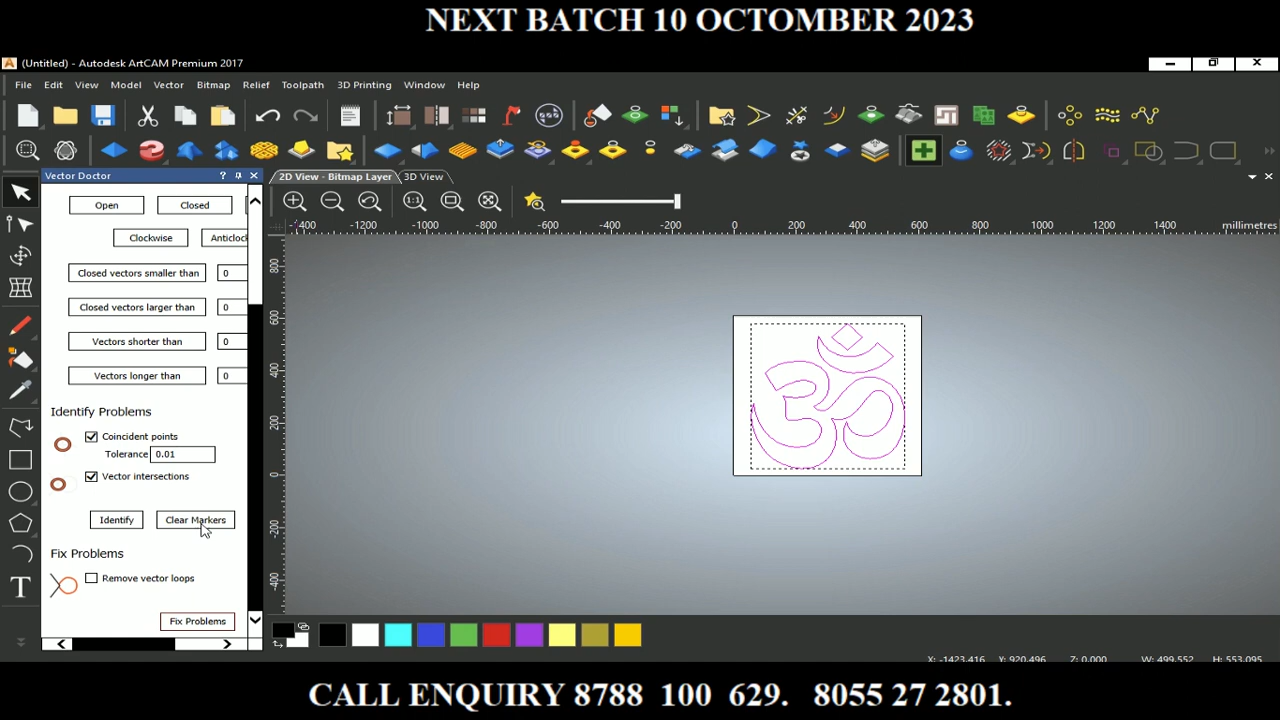 NEXT BATCH 10 OCTOMBER 2023
(Untitled) - Autodesk ArtCAM Premium 2017
File Edit View Model Vector Bitmap Relief Toolpath 3D Printing Window Help
Vector Doctor
2D View - Bitmap Layer 3D View
1:1
Open Closed
-1400 -1200 -1000 -800 -600 -400 -200 0 200 400 600 800 1000 1200 1400 millimetres
Clockwise
Closed vectors smaller than 0
Closed vectors larger than 0
Vectors shorter than 0
Vectors longer than 0
800
600
400
200
0
-200
-400
Identify Problems
Coincident points
Tolerance 0.01
Vector intersections
Identify Clear Markers
Fix Problems
Remove vector loops
Fix Problems
T
X: -1423.416 Y: 920.496 Z: 0.000 W: 499.552 H: 553.095
CALL ENQUIRY 8788 100 629. 8055 27 2801.